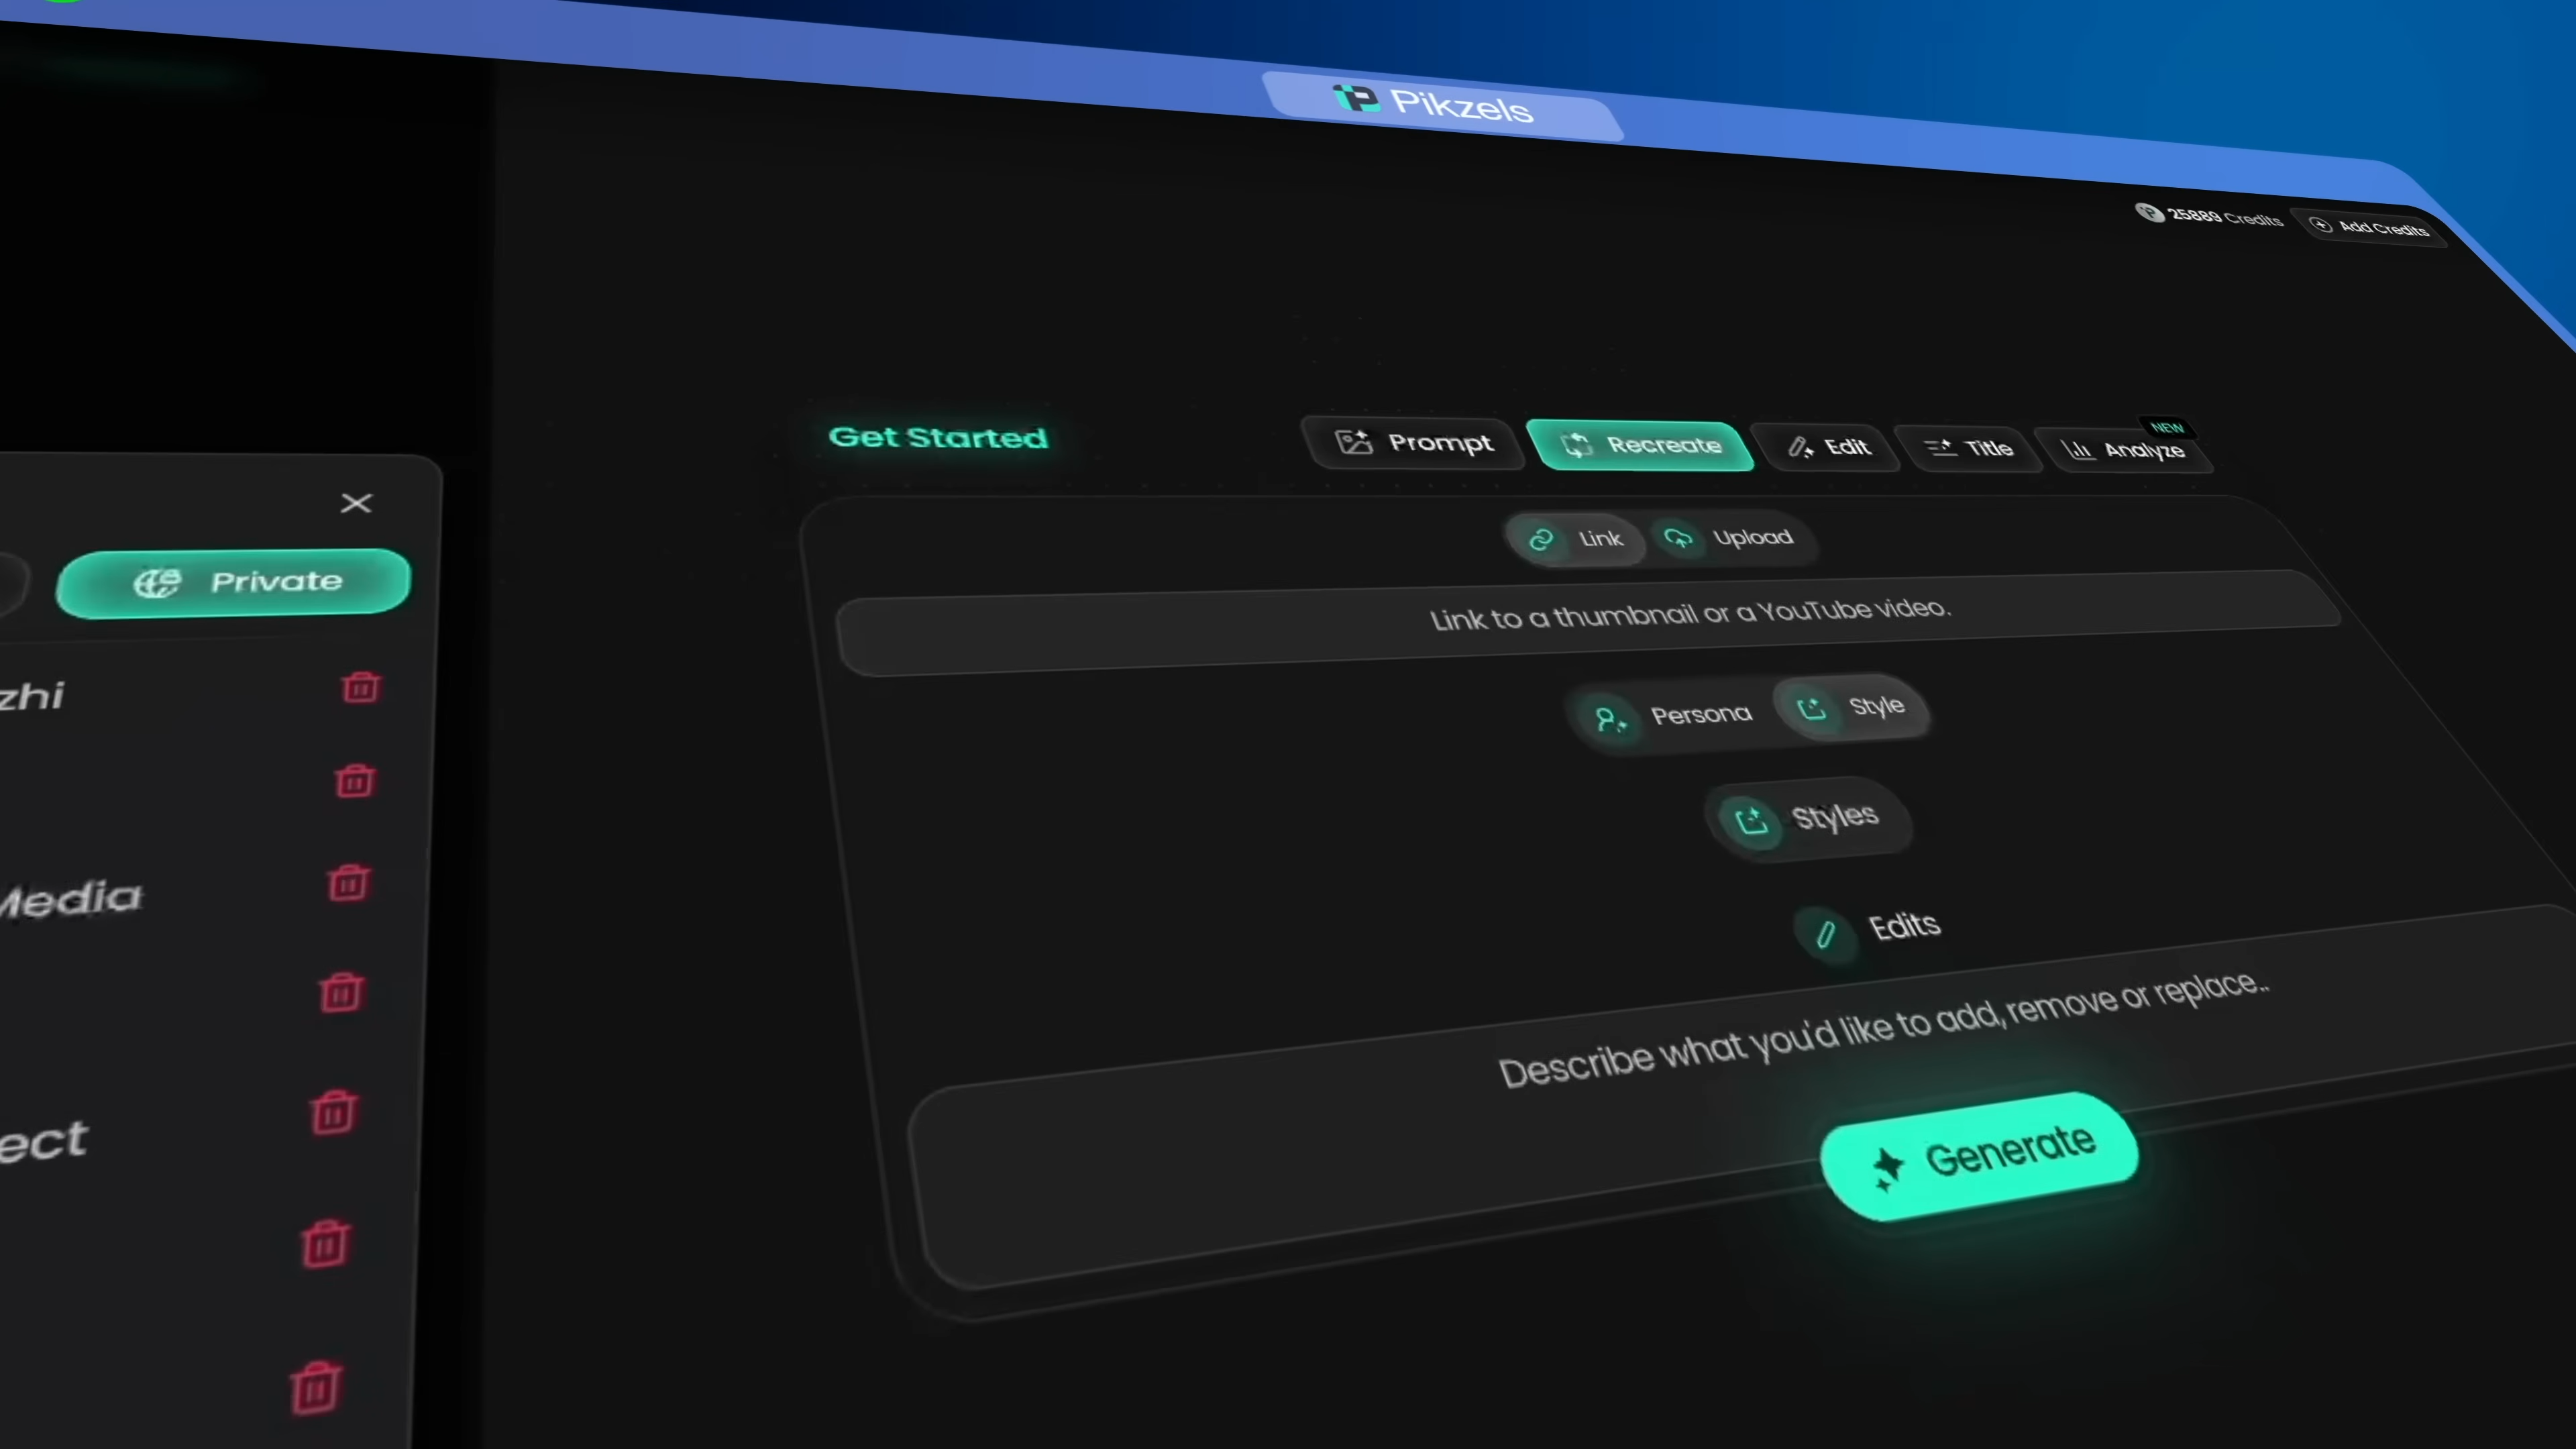 Pikzels
25889 Credits
Add Credits
Get Started
Prompt
Recreate
Edit
Title
Analyze
NEW
Link
Upload
Link to a thumbnail or a YouTube video.
Persona
Style
Styles
Edits
Describe what you'd like to add, remove or replace..
Generate
Private
zhi
Media
ect